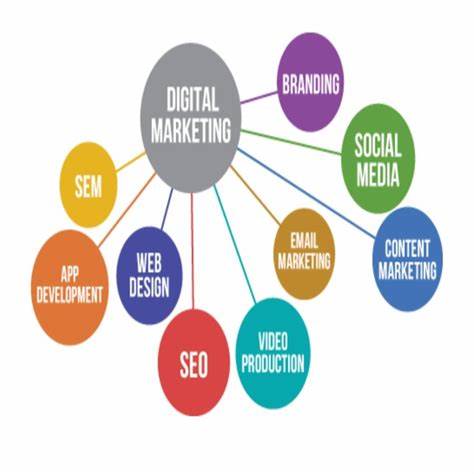 DIGITAL
MARKETING
BRANDING
SOCIAL
MEDIA
SEM
EMAIL
MARKETING
CONTENT
MARKETING
APP
DEVELOPMENT
WEB
DESIGN
SEO
VIDEO
PRODUCTION